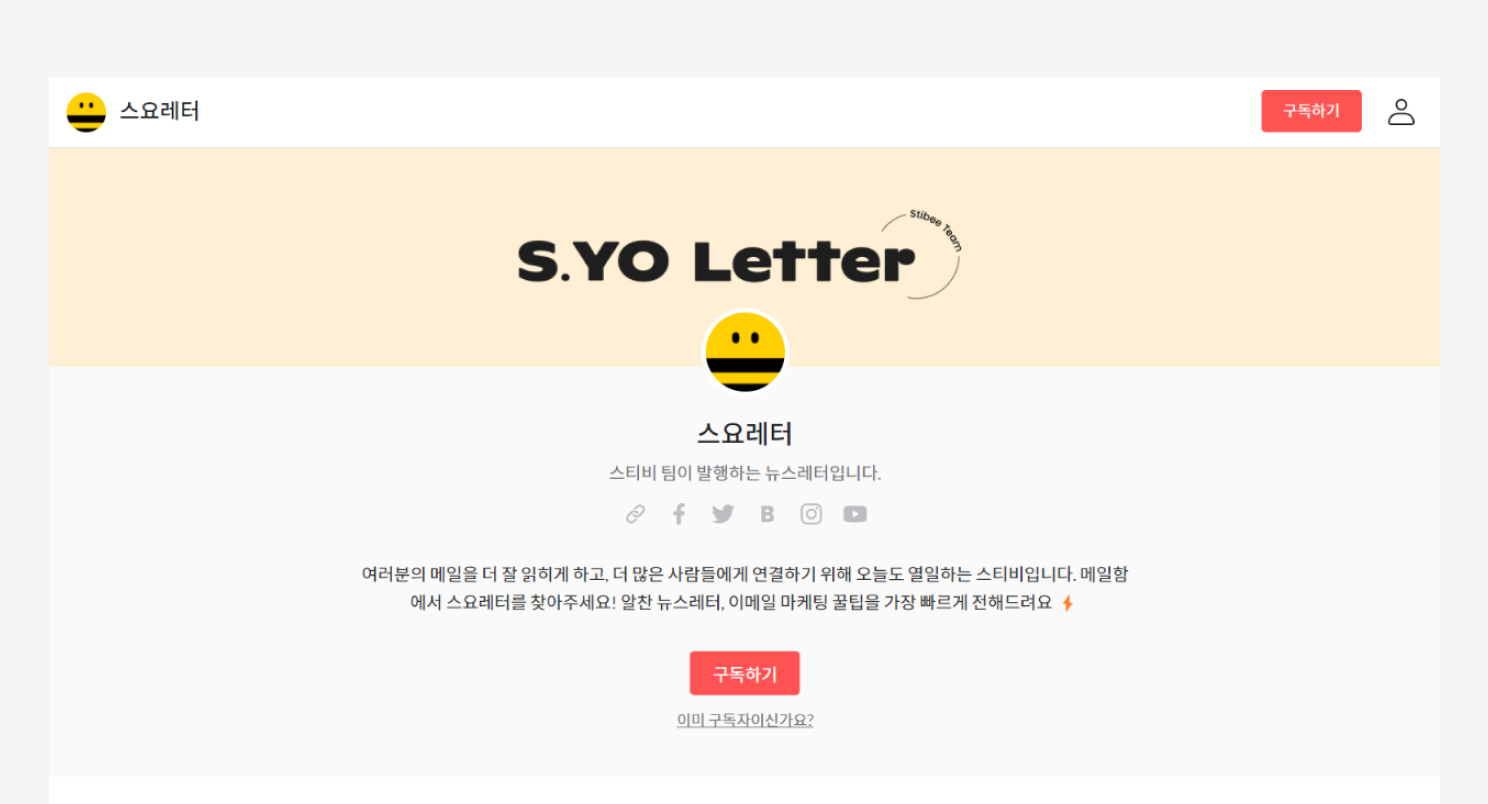 스요레터
구독하기
S.YO Letter
Stibee Team
스요레터
스티비 팀이 발행하는 뉴스레터입니다.
B
여러분의 메일을 더 잘 읽히게 하고, 더 많은 사람들에게 연결하기 위해 오늘도 열일하는 스티비입니다. 메일함
에서 스요레터를 찾아주세요! 알찬 뉴스레터, 이메일 마케팅 꿀팁을 가장 빠르게 전해드려요
구독하기
이미 구독자이신가요?